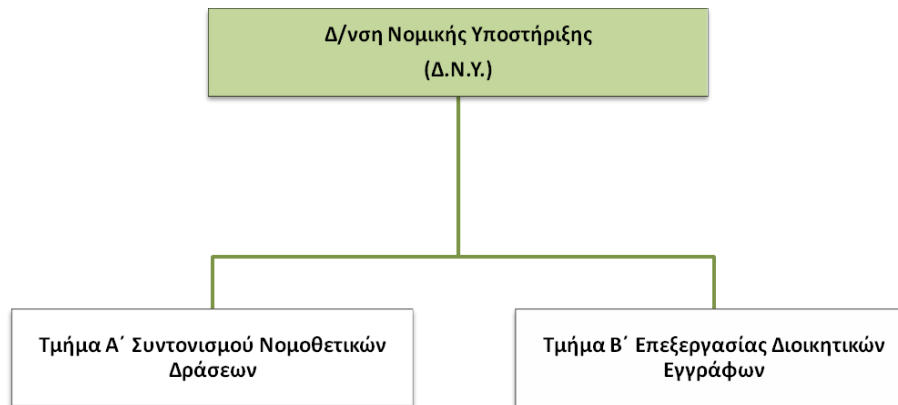 Δ/νση Νομικής Υποστήριξης
(Δ.Ν.Υ.)
Τμήμα Α΄ Συντονισμού Νομοθετικών
Δράσεων
Τμήμα Β΄ Επεξεργασίας Διοικητικών
Εγγράφων